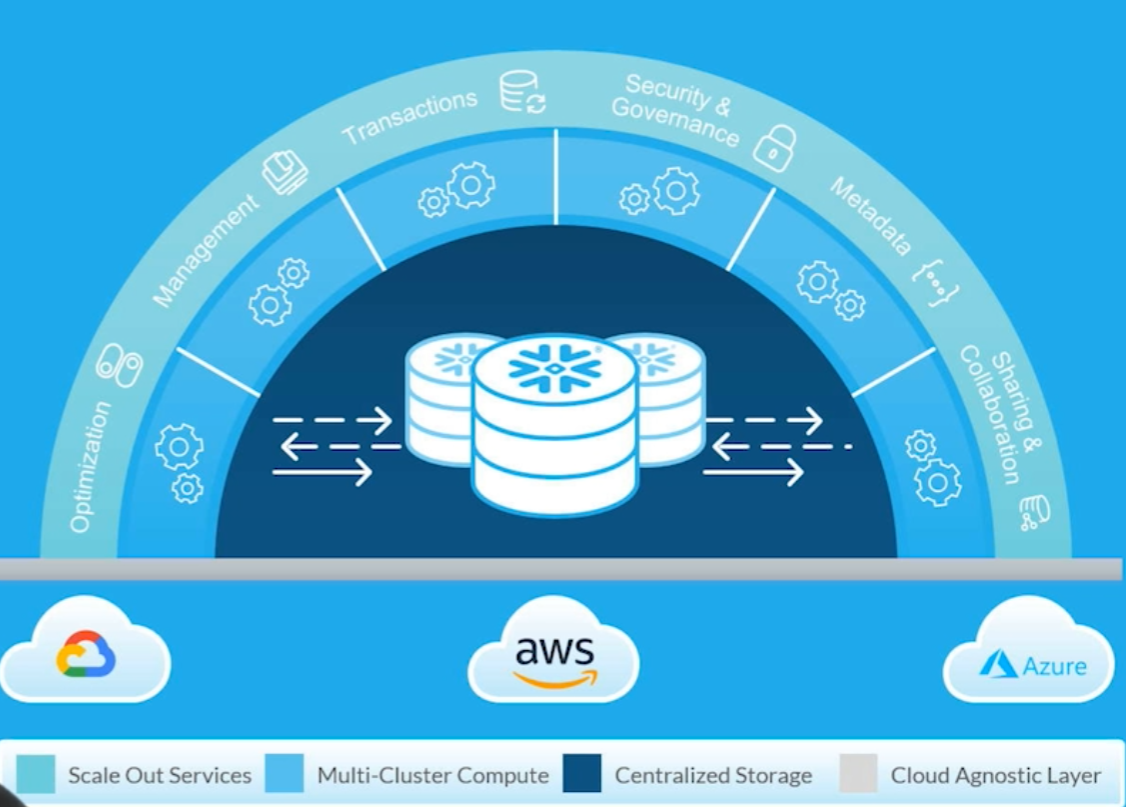 Optimization
Management
Transactions
Security &
Governance
Metadata
Sharing &
Collaboration
aws
Azure
Scale Out Services
Multi-Cluster Compute
Centralized Storage
Cloud Agnostic Layer